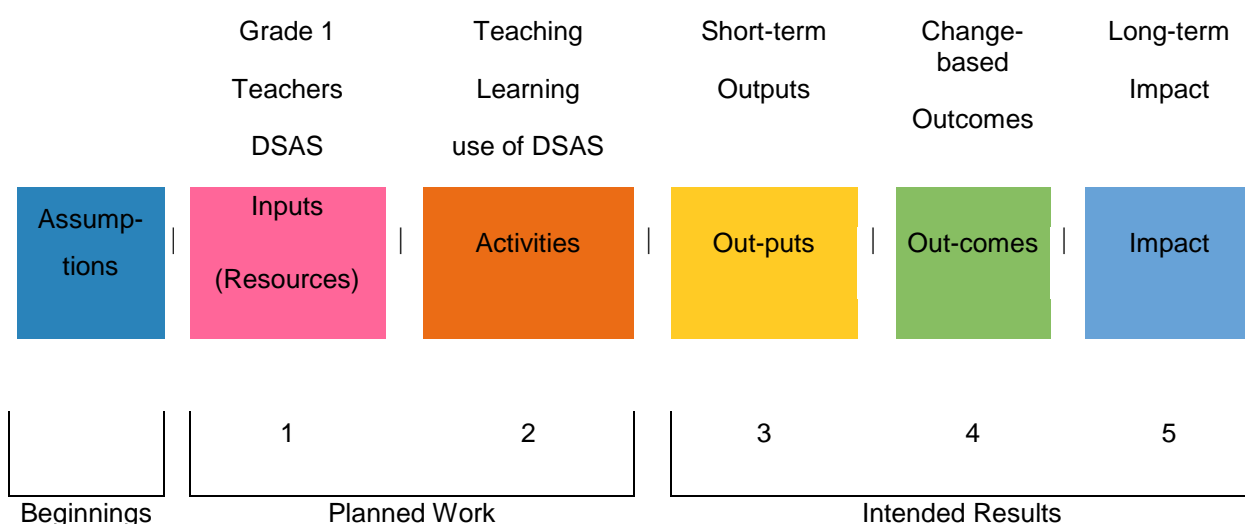 Grade 1
Teachers
DSAS
Teaching
Learning
use of DSAS
Short-term
Outputs
Change-
based
Outcomes
Long-term
Impact
Assump-
tions
Inputs
(Resources)
Activities
Out-puts
Out-comes
Impact
1
2
3
4
5
Beginnings
Planned Work
Intended Results